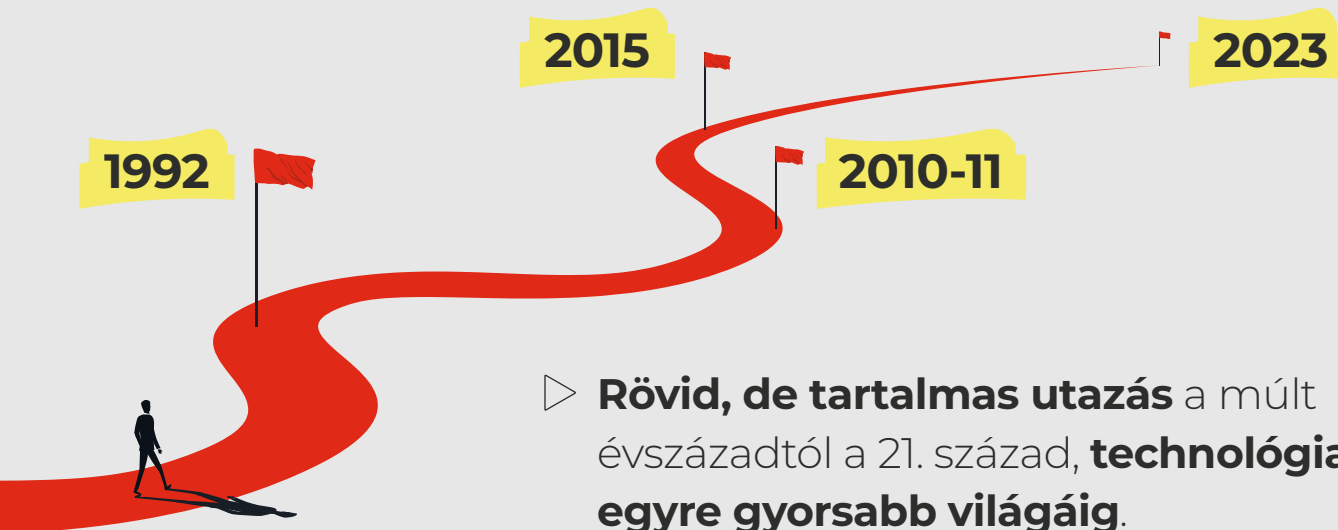 2015
2023
1992
2010-11
Rövid, de tartalmas utazás a múlt
évszázadtól a 21. század, technológia
egyre gyorsabb világáig.